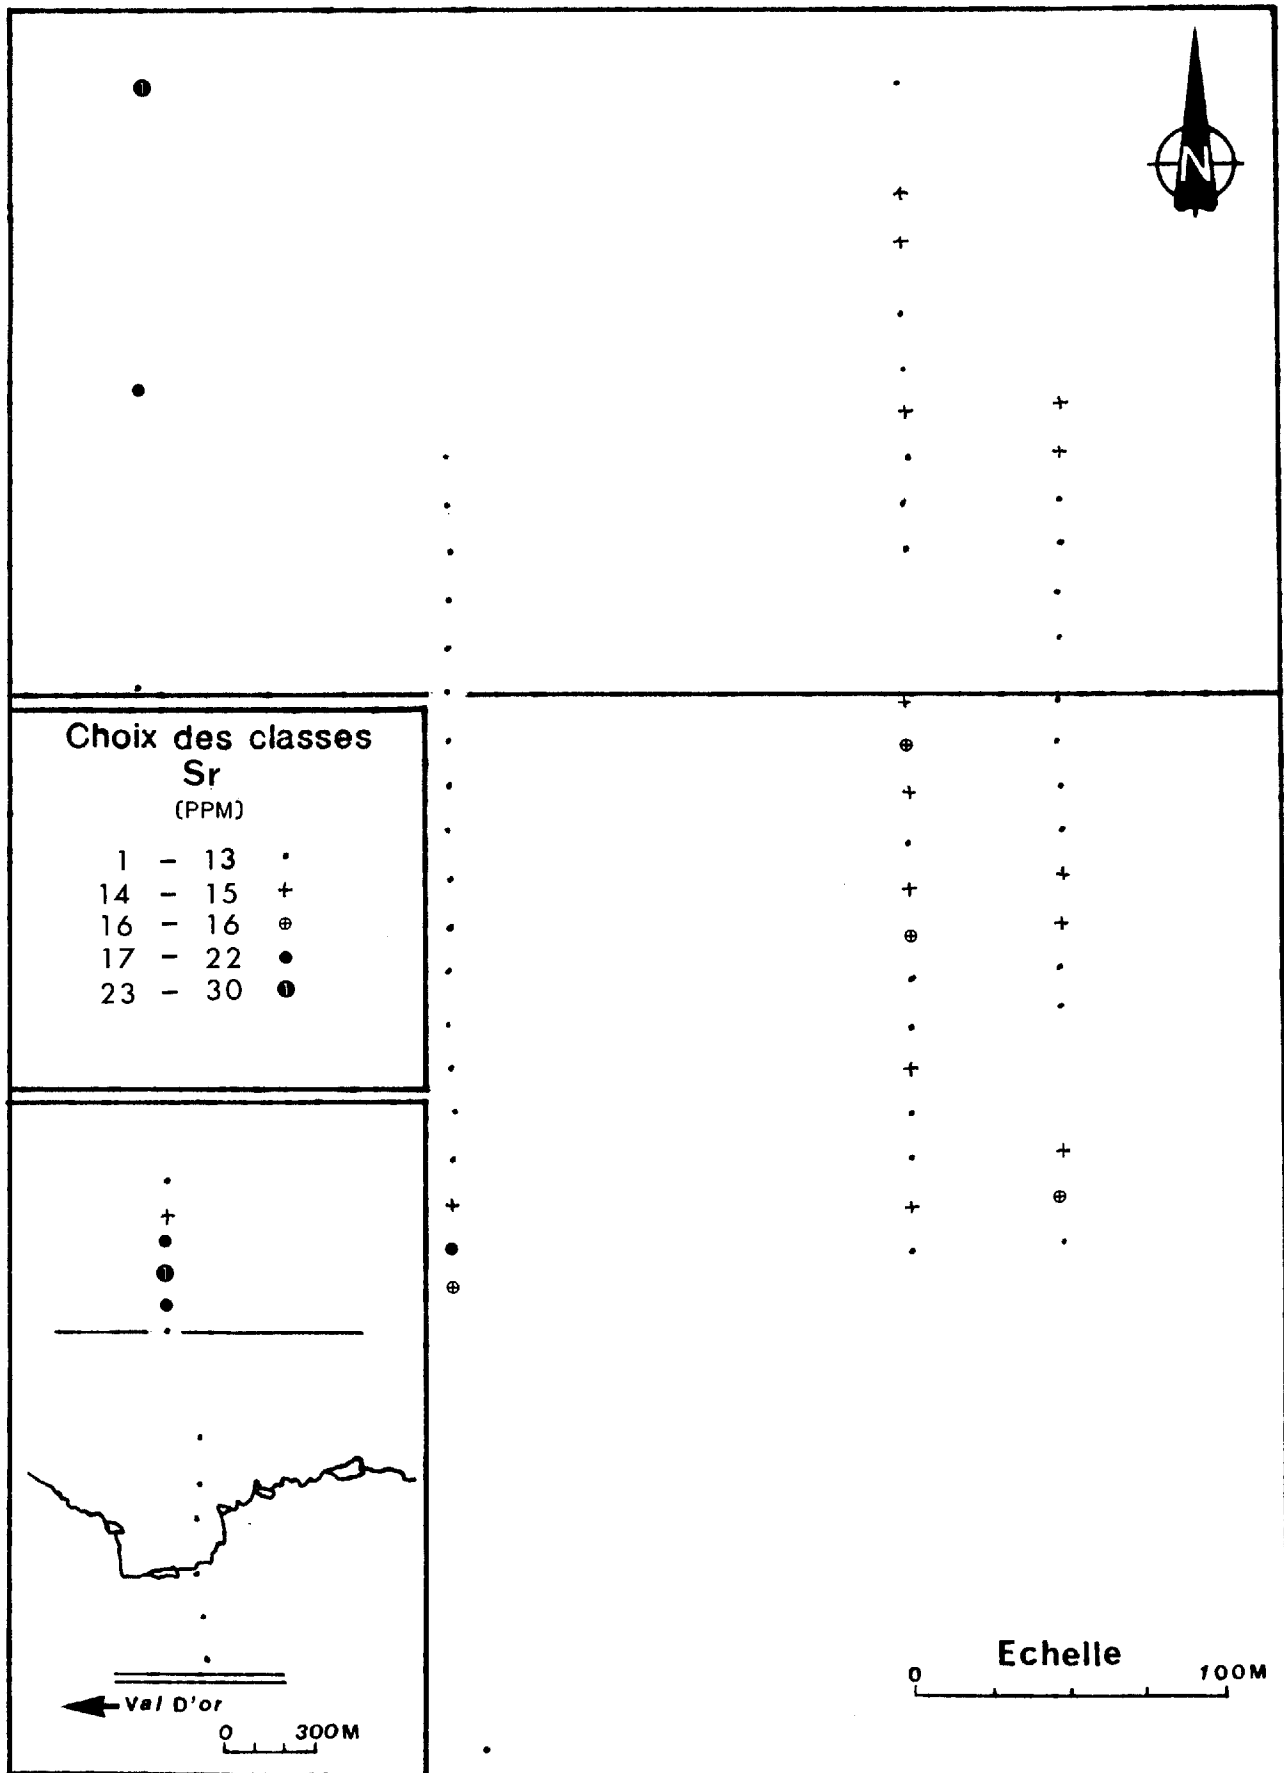 N
Choix des classes
Sr
(PPM)
1 - 13
14 - 15
16 - 16
17 - 22
23 - 30
Val D'or
0 300M
Echelle
0 100M